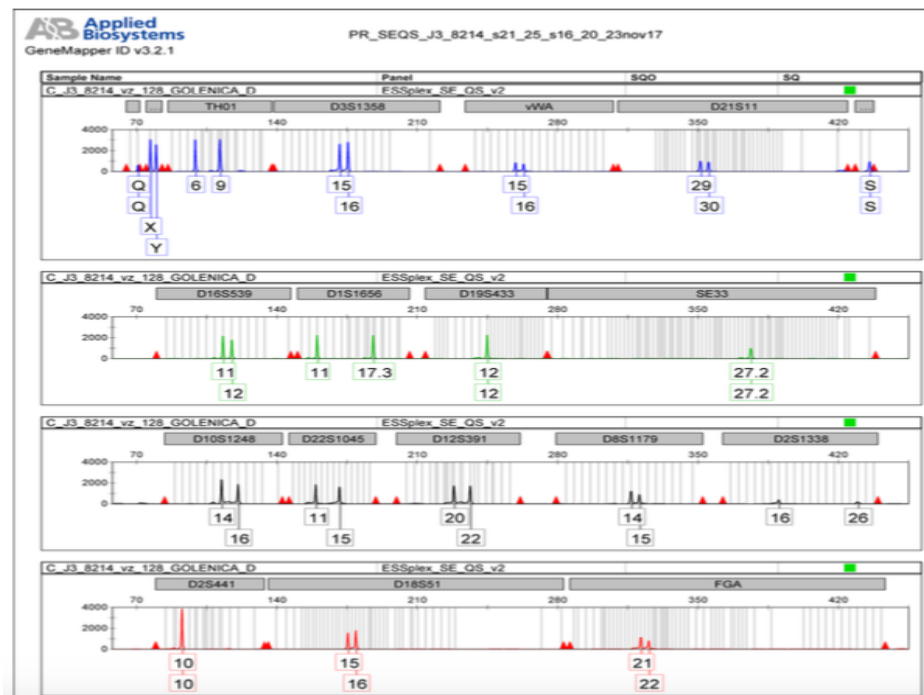 AB Applied
Biosystems
PR_SEQS_J3_8214_s21_25_s16_20_23nov17
GeneMapper ID v3.2.1
Sample Name Panel SQO SQ
C_J3_8214_vz_128_GOLENICA_D ESSplex_SE_QS_v2
... TH01 D3S1358 vWA D21S11 ...
70 140 210 280 350 420
4000
2000
0
Q 6 9 15 15 29 S
Q 16 16 30 S
X
Y
C_J3_8214_vz_128_GOLENICA_D ESSplex_SE_QS_v2
D16S539 D1S1656 D19S433 SE33
70 140 210 280 350 420
4000
2000
0
11 11 17.3 12 27.2
12 12 27.2
C_J3_8214_vz_128_GOLENICA_D ESSplex_SE_QS_v2
D10S1248 D22S1045 D12S391 D8S1179 D2S1338
70 140 210 280 350 420
4000
2000
0
14 11 20 14 16 26
16 15 22 15
C_J3_8214_vz_128_GOLENICA_D ESSplex_SE_QS_v2
D2S441 D18S51 FGA
70 140 210 280 350 420
4000
2000
0
10 15 21
10 16 22